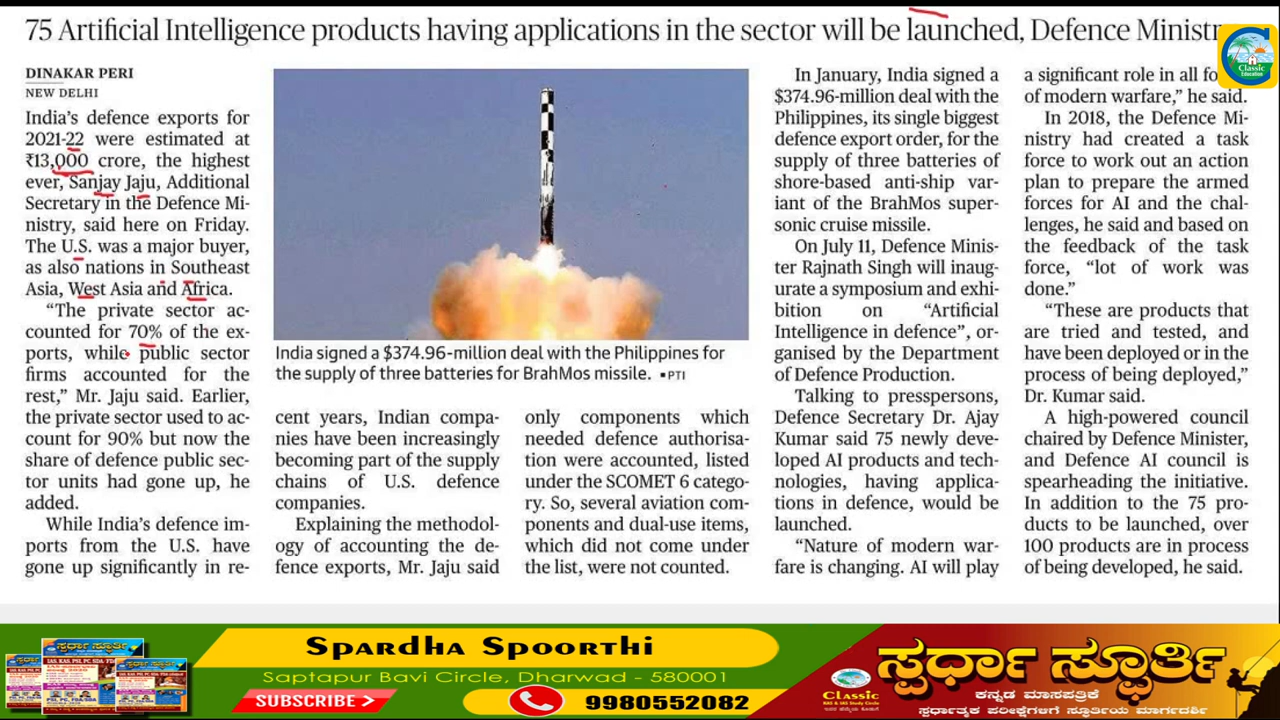 75 Artificial Intelligence products having applications in the sector will be launched, Defence Ministr
Classic
Education
DINAKAR PERI
NEW DELHI
India's defence exports for
2021-22 were estimated at
₹13,000 crore, the highest
ever, Sanjay Jaju, Additional
Secretary in the Defence Mi-
nistry, said here on Friday.
The U.S. was a major buyer,
as also nations in Southeast
Asia, West Asia and Africa.
"The private sector ac-
counted for 70% of the ex-
ports, while public sector
firms accounted for the
rest," Mr. Jaju said. Earlier,
the private sector used to ac-
count for 90% but now the
share of defence public sec-
tor units had gone up, he
added.
While India's defence im-
ports from the U.S. have
gone up significantly in re-
India signed a $374.96-million deal with the Philippines for
the supply of three batteries for BrahMos missile. ▪PTI
cent years, Indian compa-
nies have been increasingly
becoming part of the supply
chains of U.S. defence
companies.
Explaining the methodol-
ogy of accounting the de-
fence exports, Mr. Jaju said
only components which
needed defence authorisa-
tion were accounted, listed
under the SCOMET 6 catego-
ry. So, several aviation com-
ponents and dual-use items,
which did not come under
the list, were not counted.
In January, India signed a
$374.96-million deal with the
Philippines, its single biggest
defence export order, for the
supply of three batteries of
shore-based anti-ship var-
iant of the BrahMos super-
sonic cruise missile.
On July 11, Defence Minis-
ter Rajnath Singh will inaug-
urate a symposium and exhi-
bition on "Artificial
Intelligence in defence", or-
ganised by the Department
of Defence Production.
Talking to presspersons,
Defence Secretary Dr. Ajay
Kumar said 75 newly deve-
loped AI products and tech-
nologies, having applica-
tions in defence, would be
launched.
"Nature of modern war-
fare is changing. AI will play
a significant role in all fo
of modern warfare," he said.
In 2018, the Defence Mi-
nistry had created a task
force to work out an action
plan to prepare the armed
forces for AI and the chal-
lenges, he said and based on
the feedback of the task
force, "lot of work was
done."
"These are products that
are tried and tested, and
have been deployed or in the
process of being deployed,"
Dr. Kumar said.
A high-powered council
chaired by Defence Minister,
and Defence AI council is
spearheading the initiative.
In addition to the 75 pro-
ducts to be launched, over
100 products are in process
of being developed, he said.
ಸ್ಪರ್ಧಾ ಸ್ಫೂರ್ತಿ
Spardha Spoorthi
Saptapur Bavi Circle, Dharwad - 580001
SUBSCRIBE
9980552082
Classic
KAS & IAS Study Circle
ಸ್ಪರ್ಧಾ ಸ್ಫೂರ್ತಿ
ಕನ್ನಡ ಮಾಸಪತ್ರಿಕೆ
ಸ್ಪರ್ಧಾತ್ಮಕ ಪರೀಕ್ಷೆಗಳಿಗೆ ಸ್ಫೂರ್ತಿಯ ಮಾರ್ಗದರ್ಶಿ